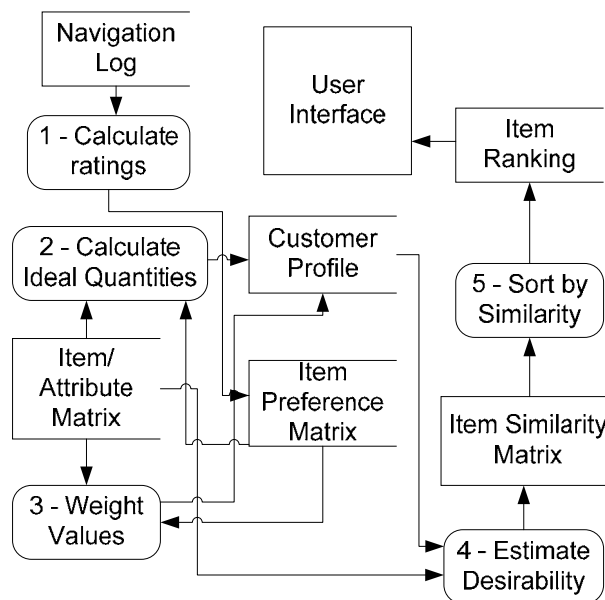 Navigation
Log
User
Interface
1 - Calculate
ratings
Item
Ranking
2 - Calculate
Ideal Quantities
Customer
Profile
5 - Sort by
Similarity
Item/
Attribute
Matrix
Item
Preference
Matrix
Item Similarity
Matrix
3 - Weight
Values
4 - Estimate
Desirability